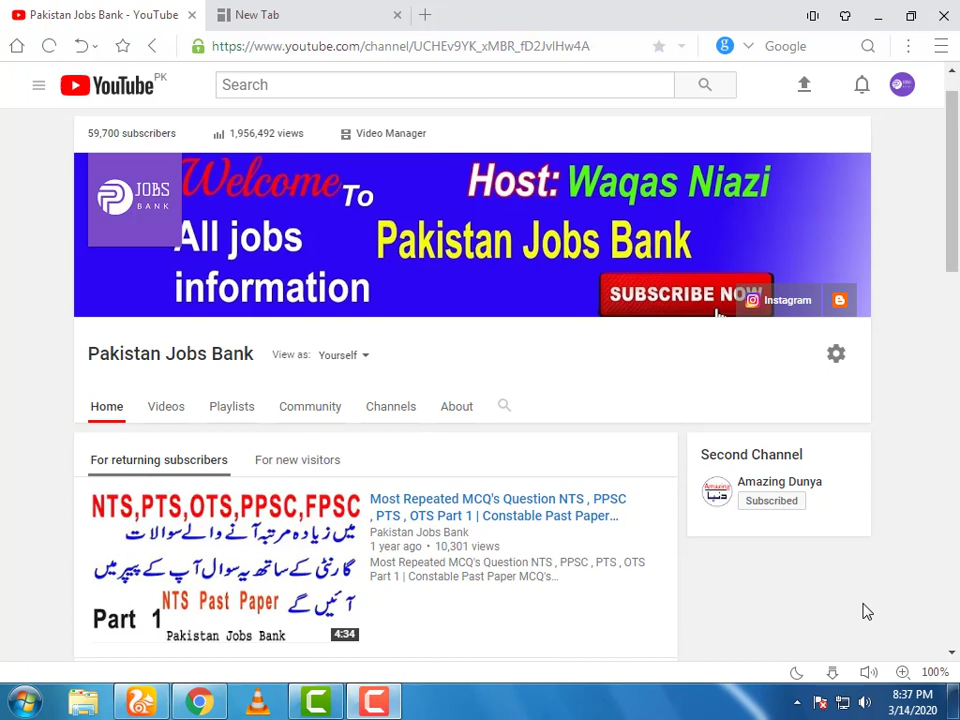 Pakistan Jobs Bank - YouTube
New Tab
https://www.youtube.com/channel/UCHEv9YK_xMBR_fD2JvlHw4A
Google
YouTube PK
Search
59,700 subscribers
1,956,492 views
Video Manager
JOBS
BANK
Welcome To
Host: Waqas Niazi
All jobs
information
Pakistan Jobs Bank
SUBSCRIBE NOW
Instagram
Pakistan Jobs Bank
View as: Yourself
Home
Videos
Playlists
Community
Channels
About
For returning subscribers
For new visitors
NTS,PTS,OTS,PPSC,FPSC
میں زیادہ مرتبہ آنے والے سوالات
گارنٹی کے ساتھ یہ سوال آپ کے پیپر میں
آئیں گے
NTS Past Paper
Part 1
Pakistan Jobs Bank
4:34
Most Repeated MCQ's Question NTS , PPSC
, PTS , OTS Part 1 | Constable Past Paper...
Pakistan Jobs Bank
1 year ago • 10,301 views
Most Repeated MCQ's Question NTS , PPSC , PTS , OTS
Part 1 | Constable Past Paper MCQ's...
Second Channel
Amazing
دنیا
Amazing Dunya
Subscribed
100%
8:37 PM
3/14/2020